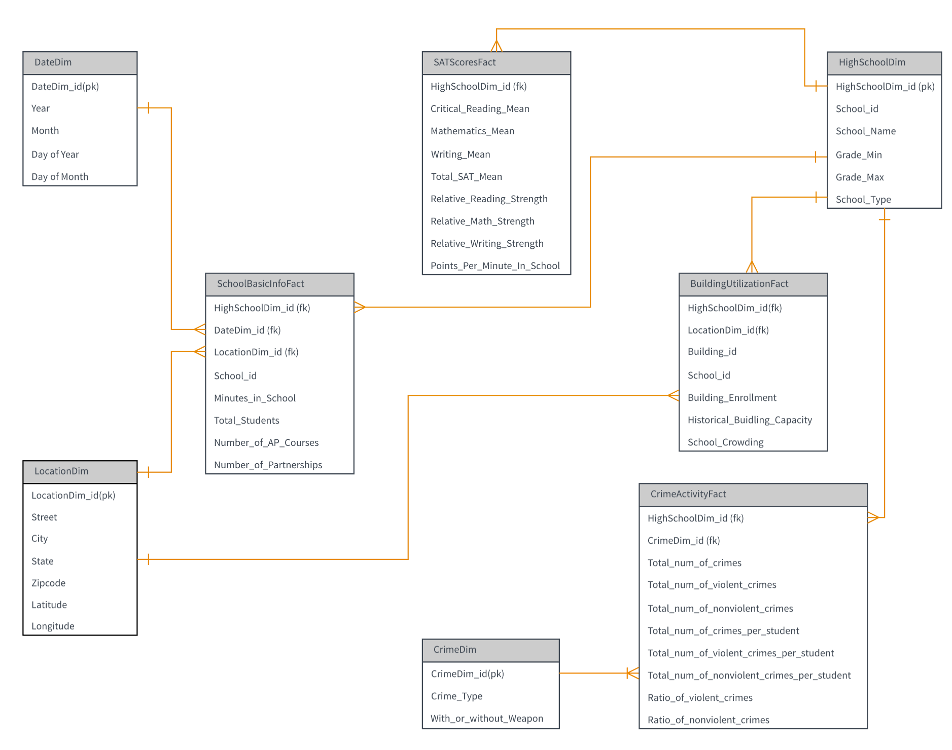 DateDim
DateDim_id(pk)
Year
Month
Day of Year
Day of Month
SATScoresFact
HighSchoolDim_id (fk)
Critical_Reading_Mean
Mathematics_Mean
Writing_Mean
Total_SAT_Mean
Relative_Reading_Strength
Relative_Math_Strength
Relative_Writing_Strength
Points_Per_Minute_In_School
HighSchoolDim
HighSchoolDim_id (pk)
School_id
School_Name
Grade_Min
Grade_Max
School_Type
SchoolBasicInfoFact
HighSchoolDim_id (fk)
DateDim_id (fk)
LocationDim_id (fk)
School_id
Minutes_in_School
Total_Students
Number_of_AP_Courses
Number_of_Partnerships
BuildingUtilizationFact
HighSchoolDim_id(fk)
LocationDim_id(fk)
Building_id
School_id
Building_Enrollment
Historical_Buidling_Capacity
School_Crowding
LocationDim
LocationDim_id(pk)
Street
City
State
Zipcode
Latitude
Longitude
CrimeActivityFact
HighSchoolDim_id (fk)
CrimeDim_id (fk)
Total_num_of_crimes
Total_num_of_violent_crimes
Total_num_of_nonviolent_crimes
Total_num_of_crimes_per_student
Total_num_of_violent_crimes_per_student
Total_num_of_nonviolent_crimes_per_student
Ratio_of_violent_crimes
Ratio_of_nonviolent_crimes
CrimeDim
CrimeDim_id(pk)
Crime_Type
With_or_without_Weapon